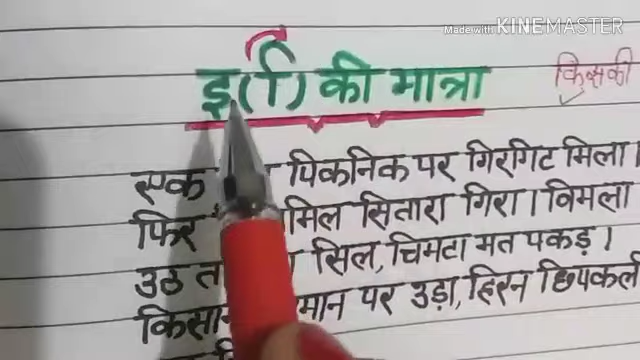 Made with KINEMASTER
इ(ि) की मात्रा
किसकी
एक पिकनिक पर गिरगिट मिला।
फिर मिल सितारा गिरा। विमला
उठ सिल, चिमटा मत पकड़।
पर उड़ा, हिरन छिपकली